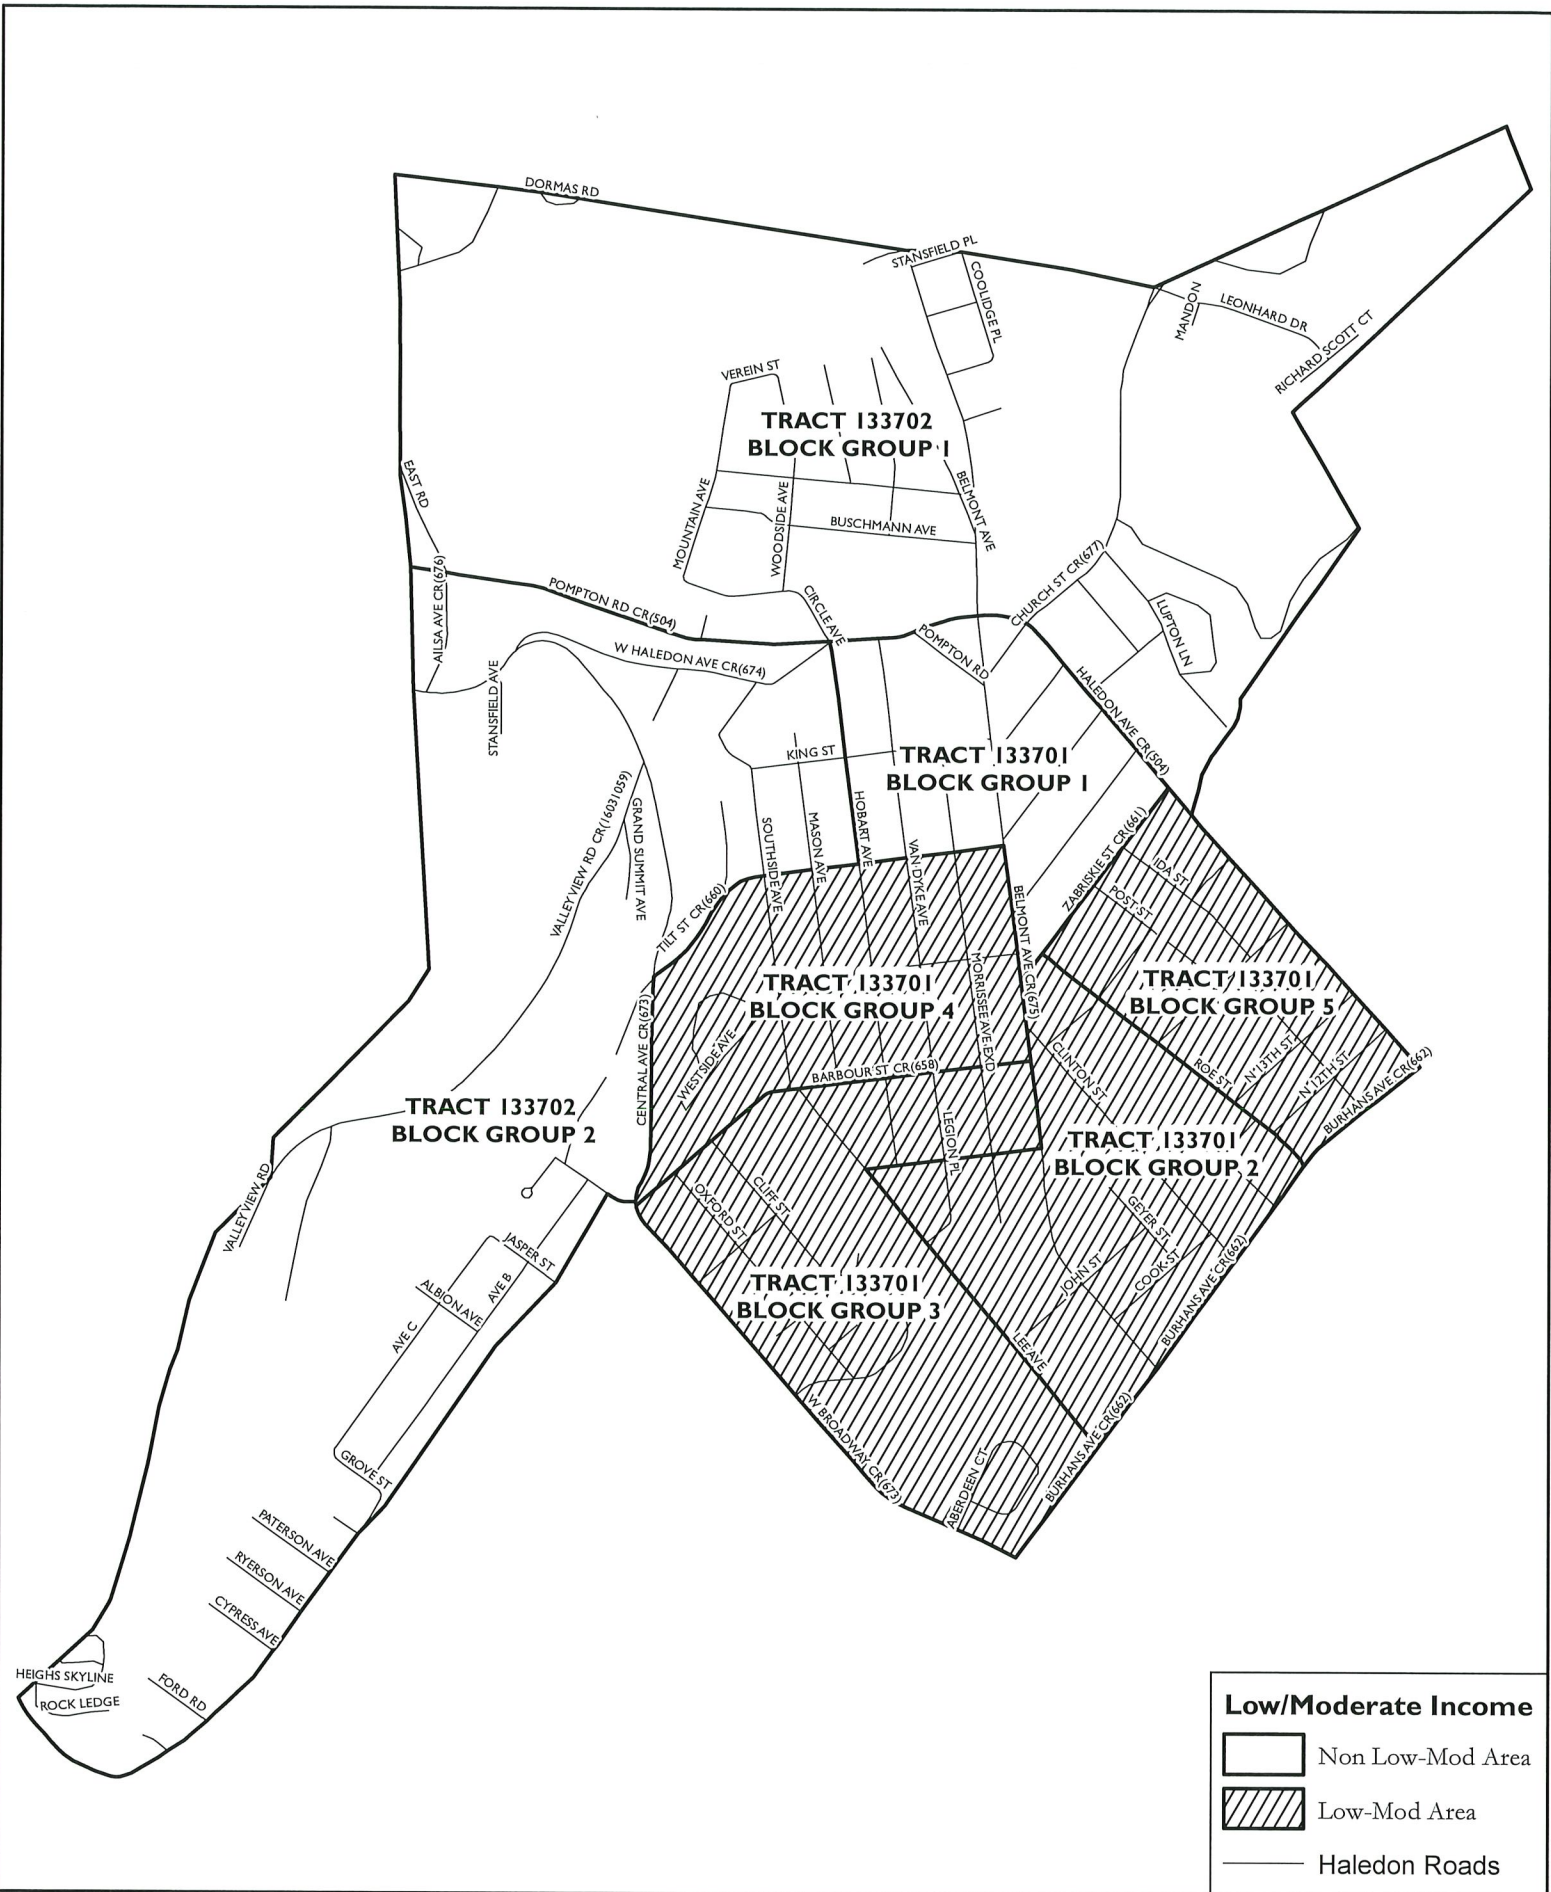 DORMAS RD
STANSFIELD PL
COOLIDGE PL
MANDON
LEONHARD DR
RICHARD SCOTT CT
VEREIN ST
TRACT 133702
BLOCK GROUP 1
EAST RD
MOUNTAIN AVE
WOODSIDE AVE
BUSCHMANN AVE
BELMONT AVE
AILSA AVE CR(676)
POMPTON RD CR(504)
CIRCLE AVE
CHURCH ST CR(677)
LUPTON LN
W HALEDON AVE CR(674)
POMPTON RD
STANSFIELD AVE
HALEDON AVE CR(504)
KING ST
TRACT 133701
BLOCK GROUP 1
VALLEY VIEW RD CR(16031059)
GRAND SUMMIT AVE
SOUTHSIDE AVE
MASON AVE
HOBART AVE
VAN DYKE AVE
ZABRISKIE ST CR(661)
IDA ST
POST ST
TILT ST CR(660)
BELMONT AVE CR(675)
MORRISSEE AVE EXD
TRACT 133701
BLOCK GROUP 4
TRACT 133701
BLOCK GROUP 5
CENTRAL AVE CR(673)
WESTSIDE AVE
BARBOUR ST CR(658)
CLINTON ST
ROE ST
N 13TH ST
N 12TH ST
BURHANS AVE CR(662)
TRACT 133702
BLOCK GROUP 2
LEGION PL
TRACT 133701
BLOCK GROUP 2
VALLEY VIEW RD
OXFORD ST
CLIFF ST
GEYER ST
COOK ST
JOHN ST
BURHANS AVE CR(662)
JASPER ST
ALBION AVE
AVE B
AVE C
TRACT 133701
BLOCK GROUP 3
LEE AVE
W BROADWAY CR(673)
ABERDEEN CT
BURHANS AVE CR(662)
GROVE ST
PATERSON AVE
RYERSON AVE
CYPRESS AVE
HEIGHS SKYLINE
ROCK LEDGE
FORD RD
Low/Moderate Income
Non Low-Mod Area
Low-Mod Area
Haledon Roads